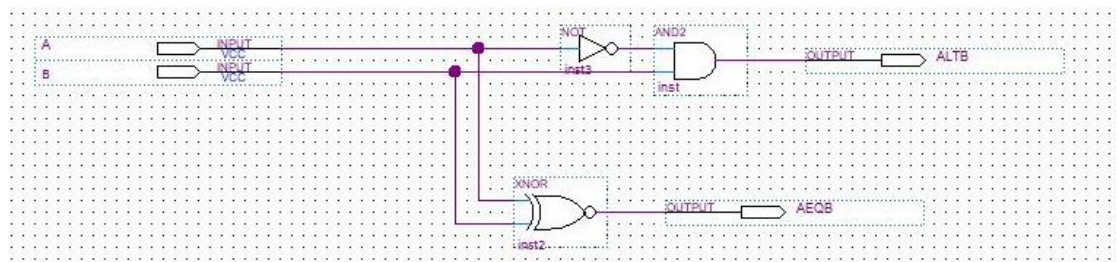 NOT
AND2
A
INPUT
VCC
OUTPUT
ALTB
B
INPUT
VCC
inst3
inst
XNOR
OUTPUT
AEQB
inst2